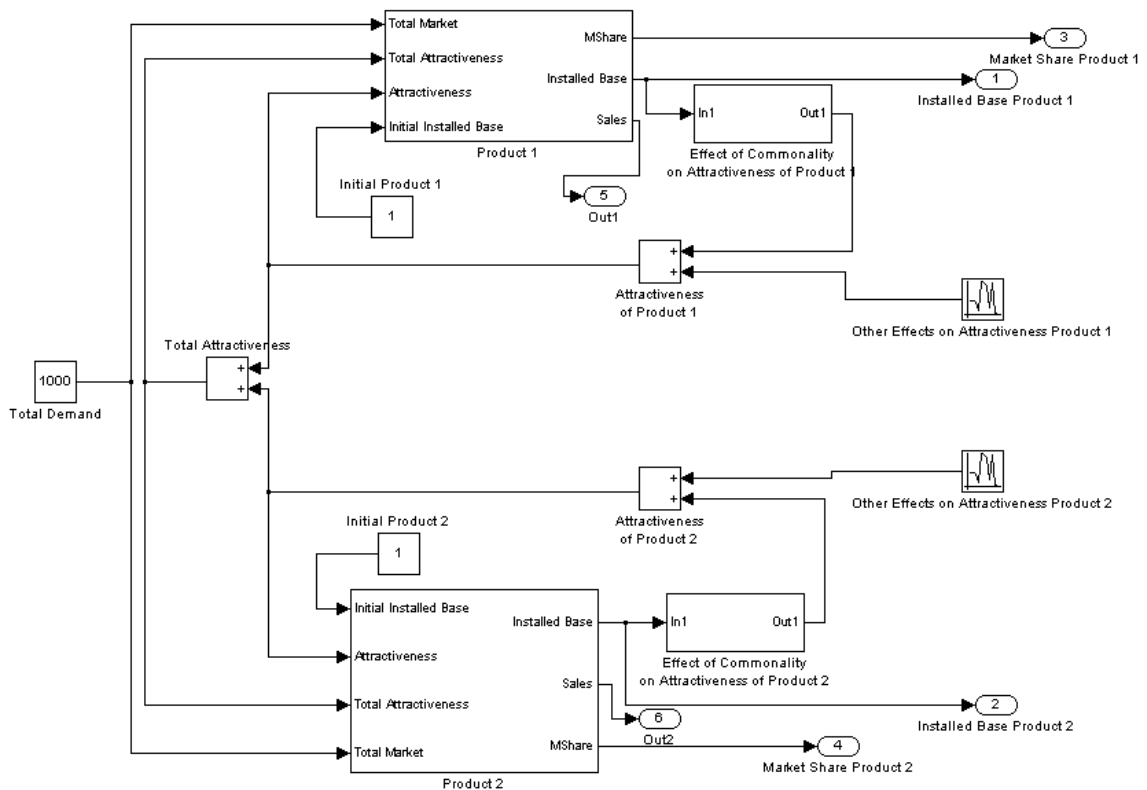 Total Market
MShare
3
Market Share Product 1
Total Attractiveness
Installed Base
1
Installed Base Product 1
Attractiveness
Initial Installed Base
Sales
Product 1
In1
Out1
Effect of Commonality
on Attractiveness of Product 1
Initial Product 1
1
5
Out1
+
+
Attractiveness
of Product 1
Other Effects on Attractiveness Product 1
Total Attractiveness
+
+
1000
Total Demand
+
+
Attractiveness
of Product 2
Other Effects on Attractiveness Product 2
Initial Product 2
1
Initial Installed Base
Installed Base
In1
Out1
Effect of Commonality
on Attractiveness of Product 2
Attractiveness
Sales
Total Attractiveness
6
Out2
2
Installed Base Product 2
Total Market
MShare
4
Market Share Product 2
Product 2